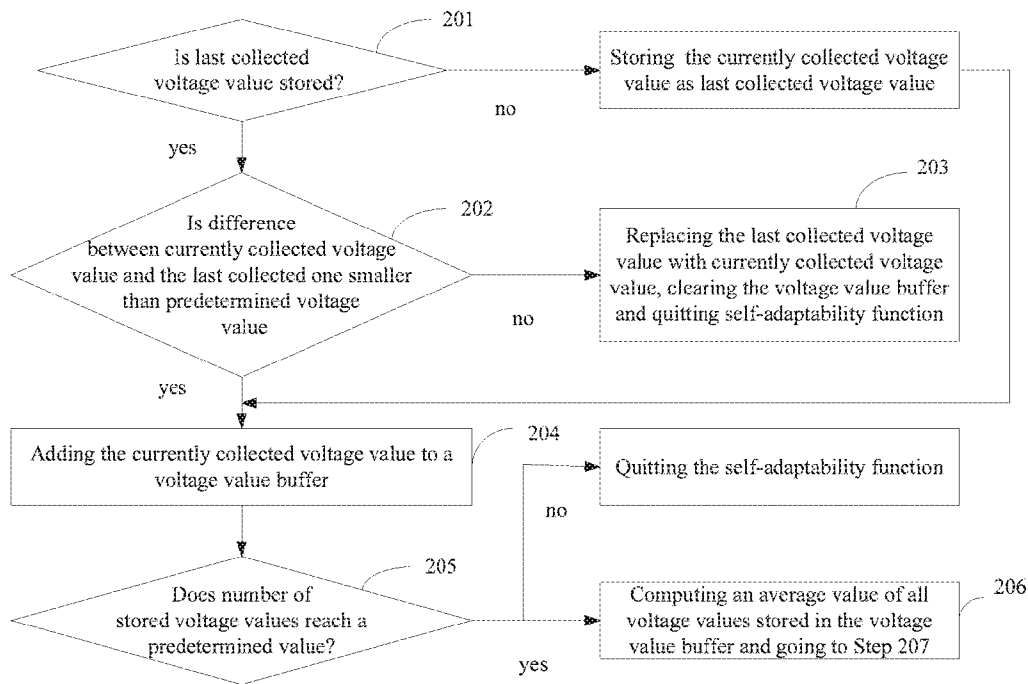 201
Is last collected
voltage value stored?
Storing the currently collected voltage
value as last collected voltage value
no
yes
203
202
Is difference
between currently collected voltage
value and the last collected one smaller
than predetermined voltage
value
Replacing the last collected voltage
value with currently collected voltage
value, clearing the voltage value buffer
and quitting self-adaptability function
no
yes
204
Adding the currently collected voltage value to a
voltage value buffer
Quitting the self-adaptability function
no
205
Does number of
stored voltage values reach a
predetermined value?
206
Computing an average value of all
voltage values stored in the voltage
value buffer and going to Step 207
yes